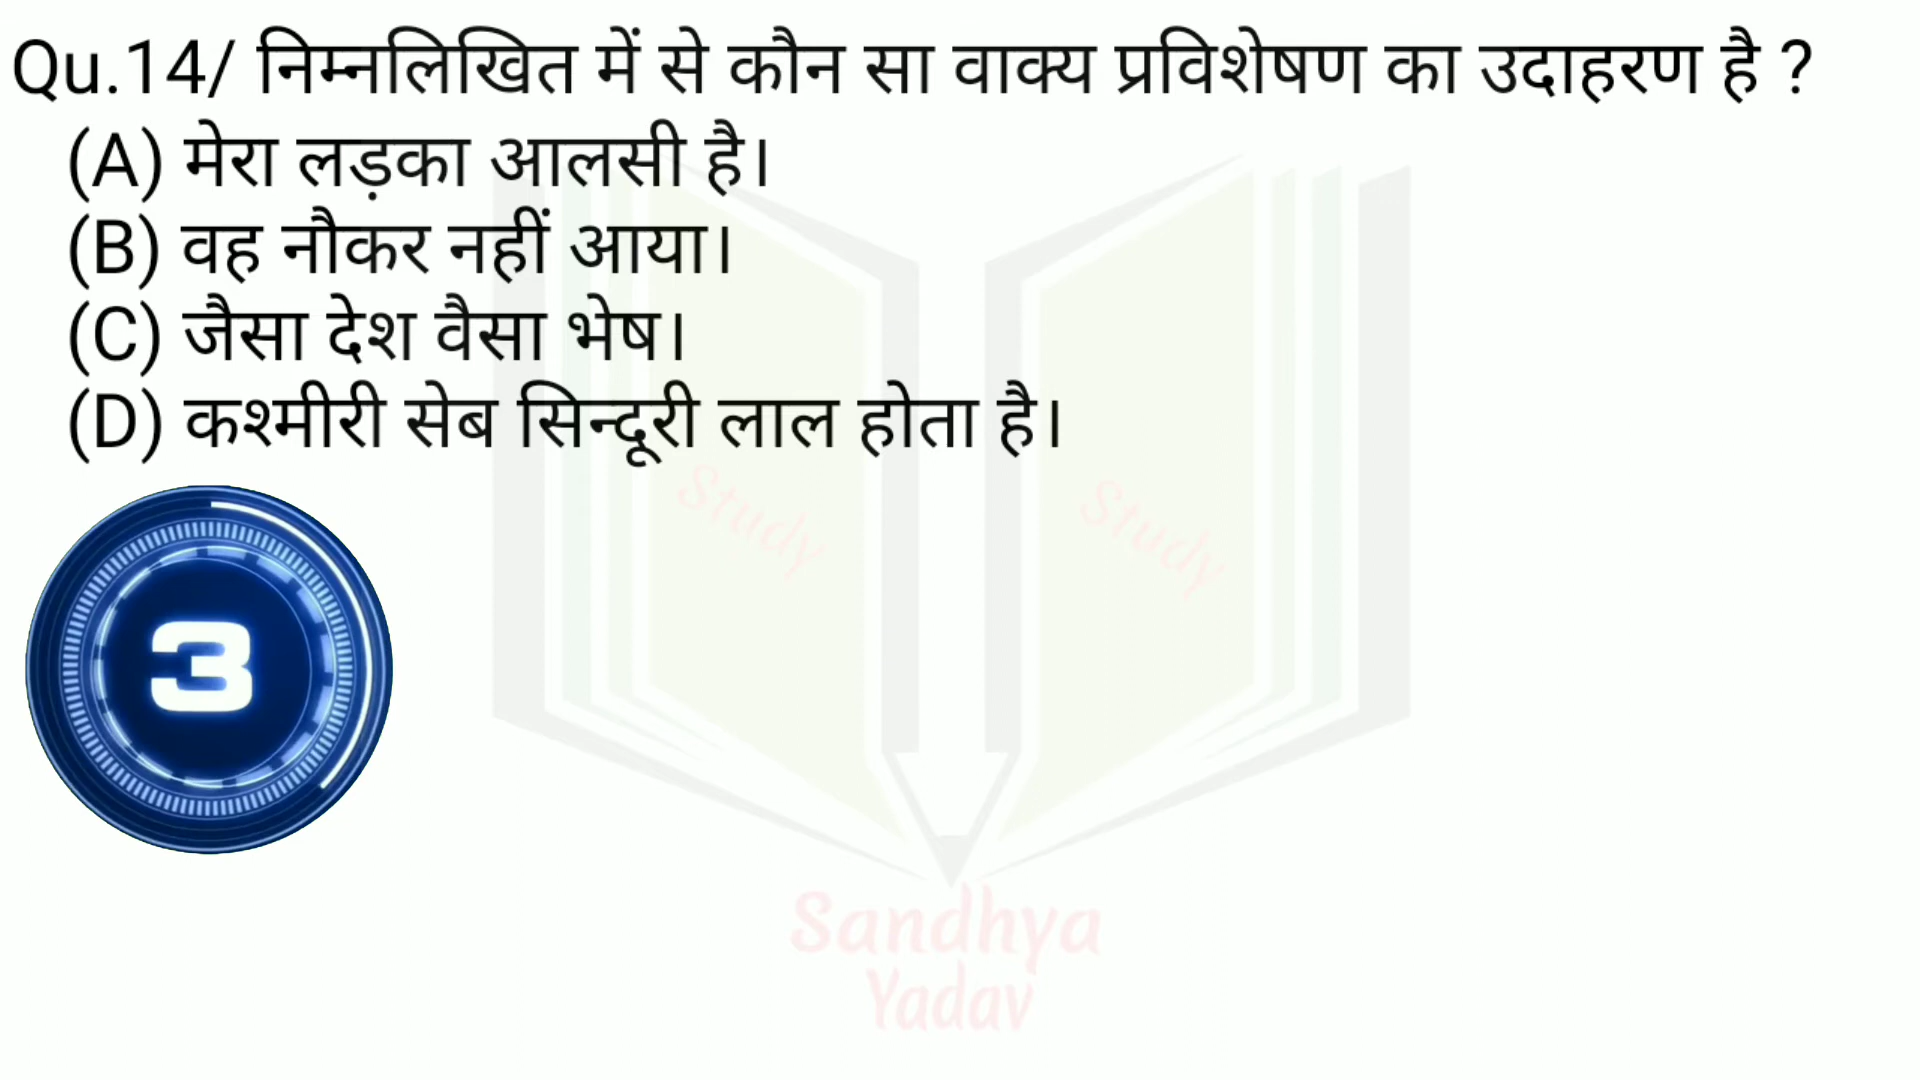 Qu.14/ निम्नलिखित में से कौन सा वाक्य प्रविशेषण का उदाहरण है ?
(A) मेरा लड़का आलसी है।
(B) वह नौकर नहीं आया।
(C) जैसा देश वैसा भेष।
(D) कश्मीरी सेब सिन्दूरी लाल होता है।
Study Study
3
Sandhya
Yadav